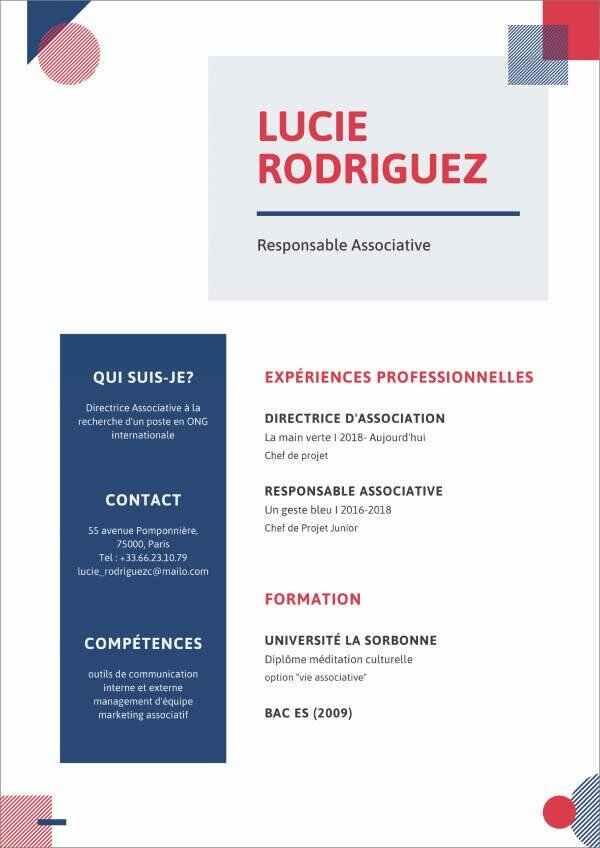 LUCIE
RODRIGUEZ
Responsable Associative
QUI SUIS-JE?
Directrice Associative à la
recherche d'un poste en ONG
internationale
CONTACT
55 avenue Pomponnière,
75000, Paris
Tel : +33.66.23.10.79
lucie_rodriguezc@mailo.com
COMPÉTENCES
outils de communication
interne et externe
management d'équipe
marketing associatif
EXPÉRIENCES PROFESSIONNELLES
DIRECTRICE D'ASSOCIATION
La main verte I 2018- Aujourd'hui
Chef de projet
RESPONSABLE ASSOCIATIVE
Un geste bleu I 2016-2018
Chef de Projet Junior
FORMATION
UNIVERSITÉ LA SORBONNE
Diplôme méditation culturelle
option "vie associative"
BAC ES (2009)